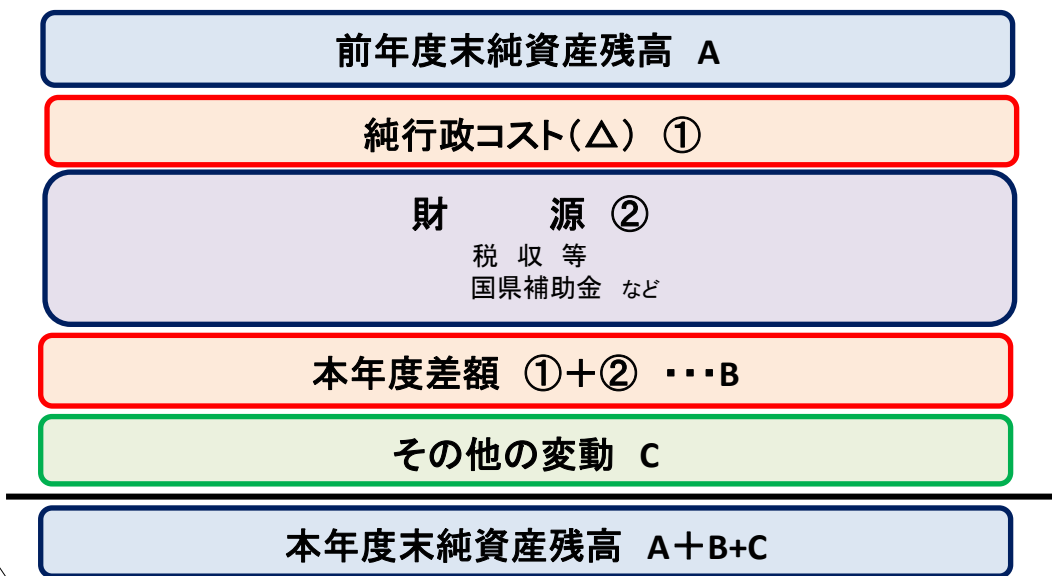 前年度末純資産残高 A
純行政コスト(△) ①
財 源 ②
税 収 等
国県補助金 など
本年度差額 ①＋② ・・・B
その他の変動 C
本年度末純資産残高 A＋B+C